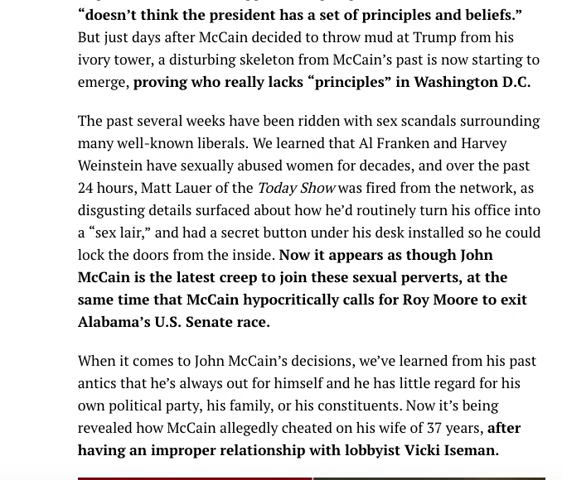 “doesn’t think the president has a set of principles and beliefs.”
But just days after McCain decided to throw mud at Trump from his
ivory tower, a disturbing skeleton from McCain’s past is now starting to
emerge, proving who really lacks “principles” in Washington D.C.
The past several weeks have been ridden with sex scandals surrounding
many well-known liberals. We learned that Al Franken and Harvey
Weinstein have sexually abused women for decades, and over the past
24 hours, Matt Lauer of the Today Show was fired from the network, as
disgusting details surfaced about how he’d routinely turn his office into
a “sex lair,” and had a secret button under his desk installed so he could
lock the doors from the inside. Now it appears as though John
McCain is the latest creep to join these sexual perverts, at the
same time that McCain hypocritically calls for Roy Moore to exit
Alabama’s U.S. Senate race.
When it comes to John McCain’s decisions, we’ve learned from his past
antics that he’s always out for himself and he has little regard for his
own political party, his family, or his constituents. Now it’s being
revealed how McCain allegedly cheated on his wife of 37 years, after
having an improper relationship with lobbyist Vicki Iseman.